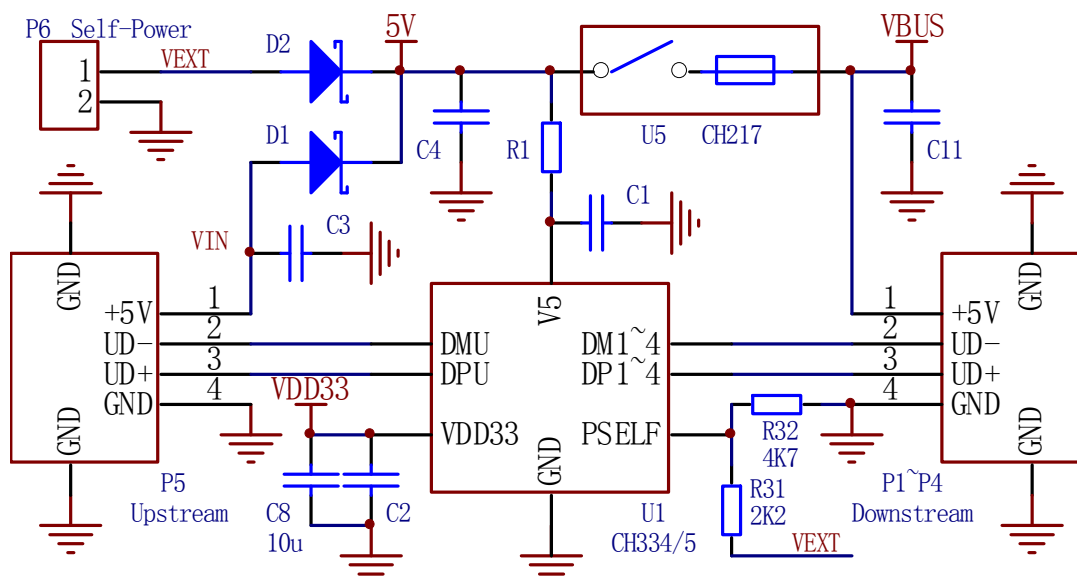 P6 Self-Power
5V
VBUS
VEXT
D2
1
2
D1
C4
R1
U5 CH217
C11
C3
C1
VIN
GND
V5
GND
+5V
1
1
+5V
UD-
2
DMU
DM1~4
2
UD-
UD+
3
DPU
DP1~4
3
UD+
GND
4
VDD33
4
GND
VDD33
PSELF
R32
4K7
GND
GND
GND
P5
Upstream
C8
10u
C2
U1
CH334/5
R31
2K2
VEXT
P1~P4
Downstream